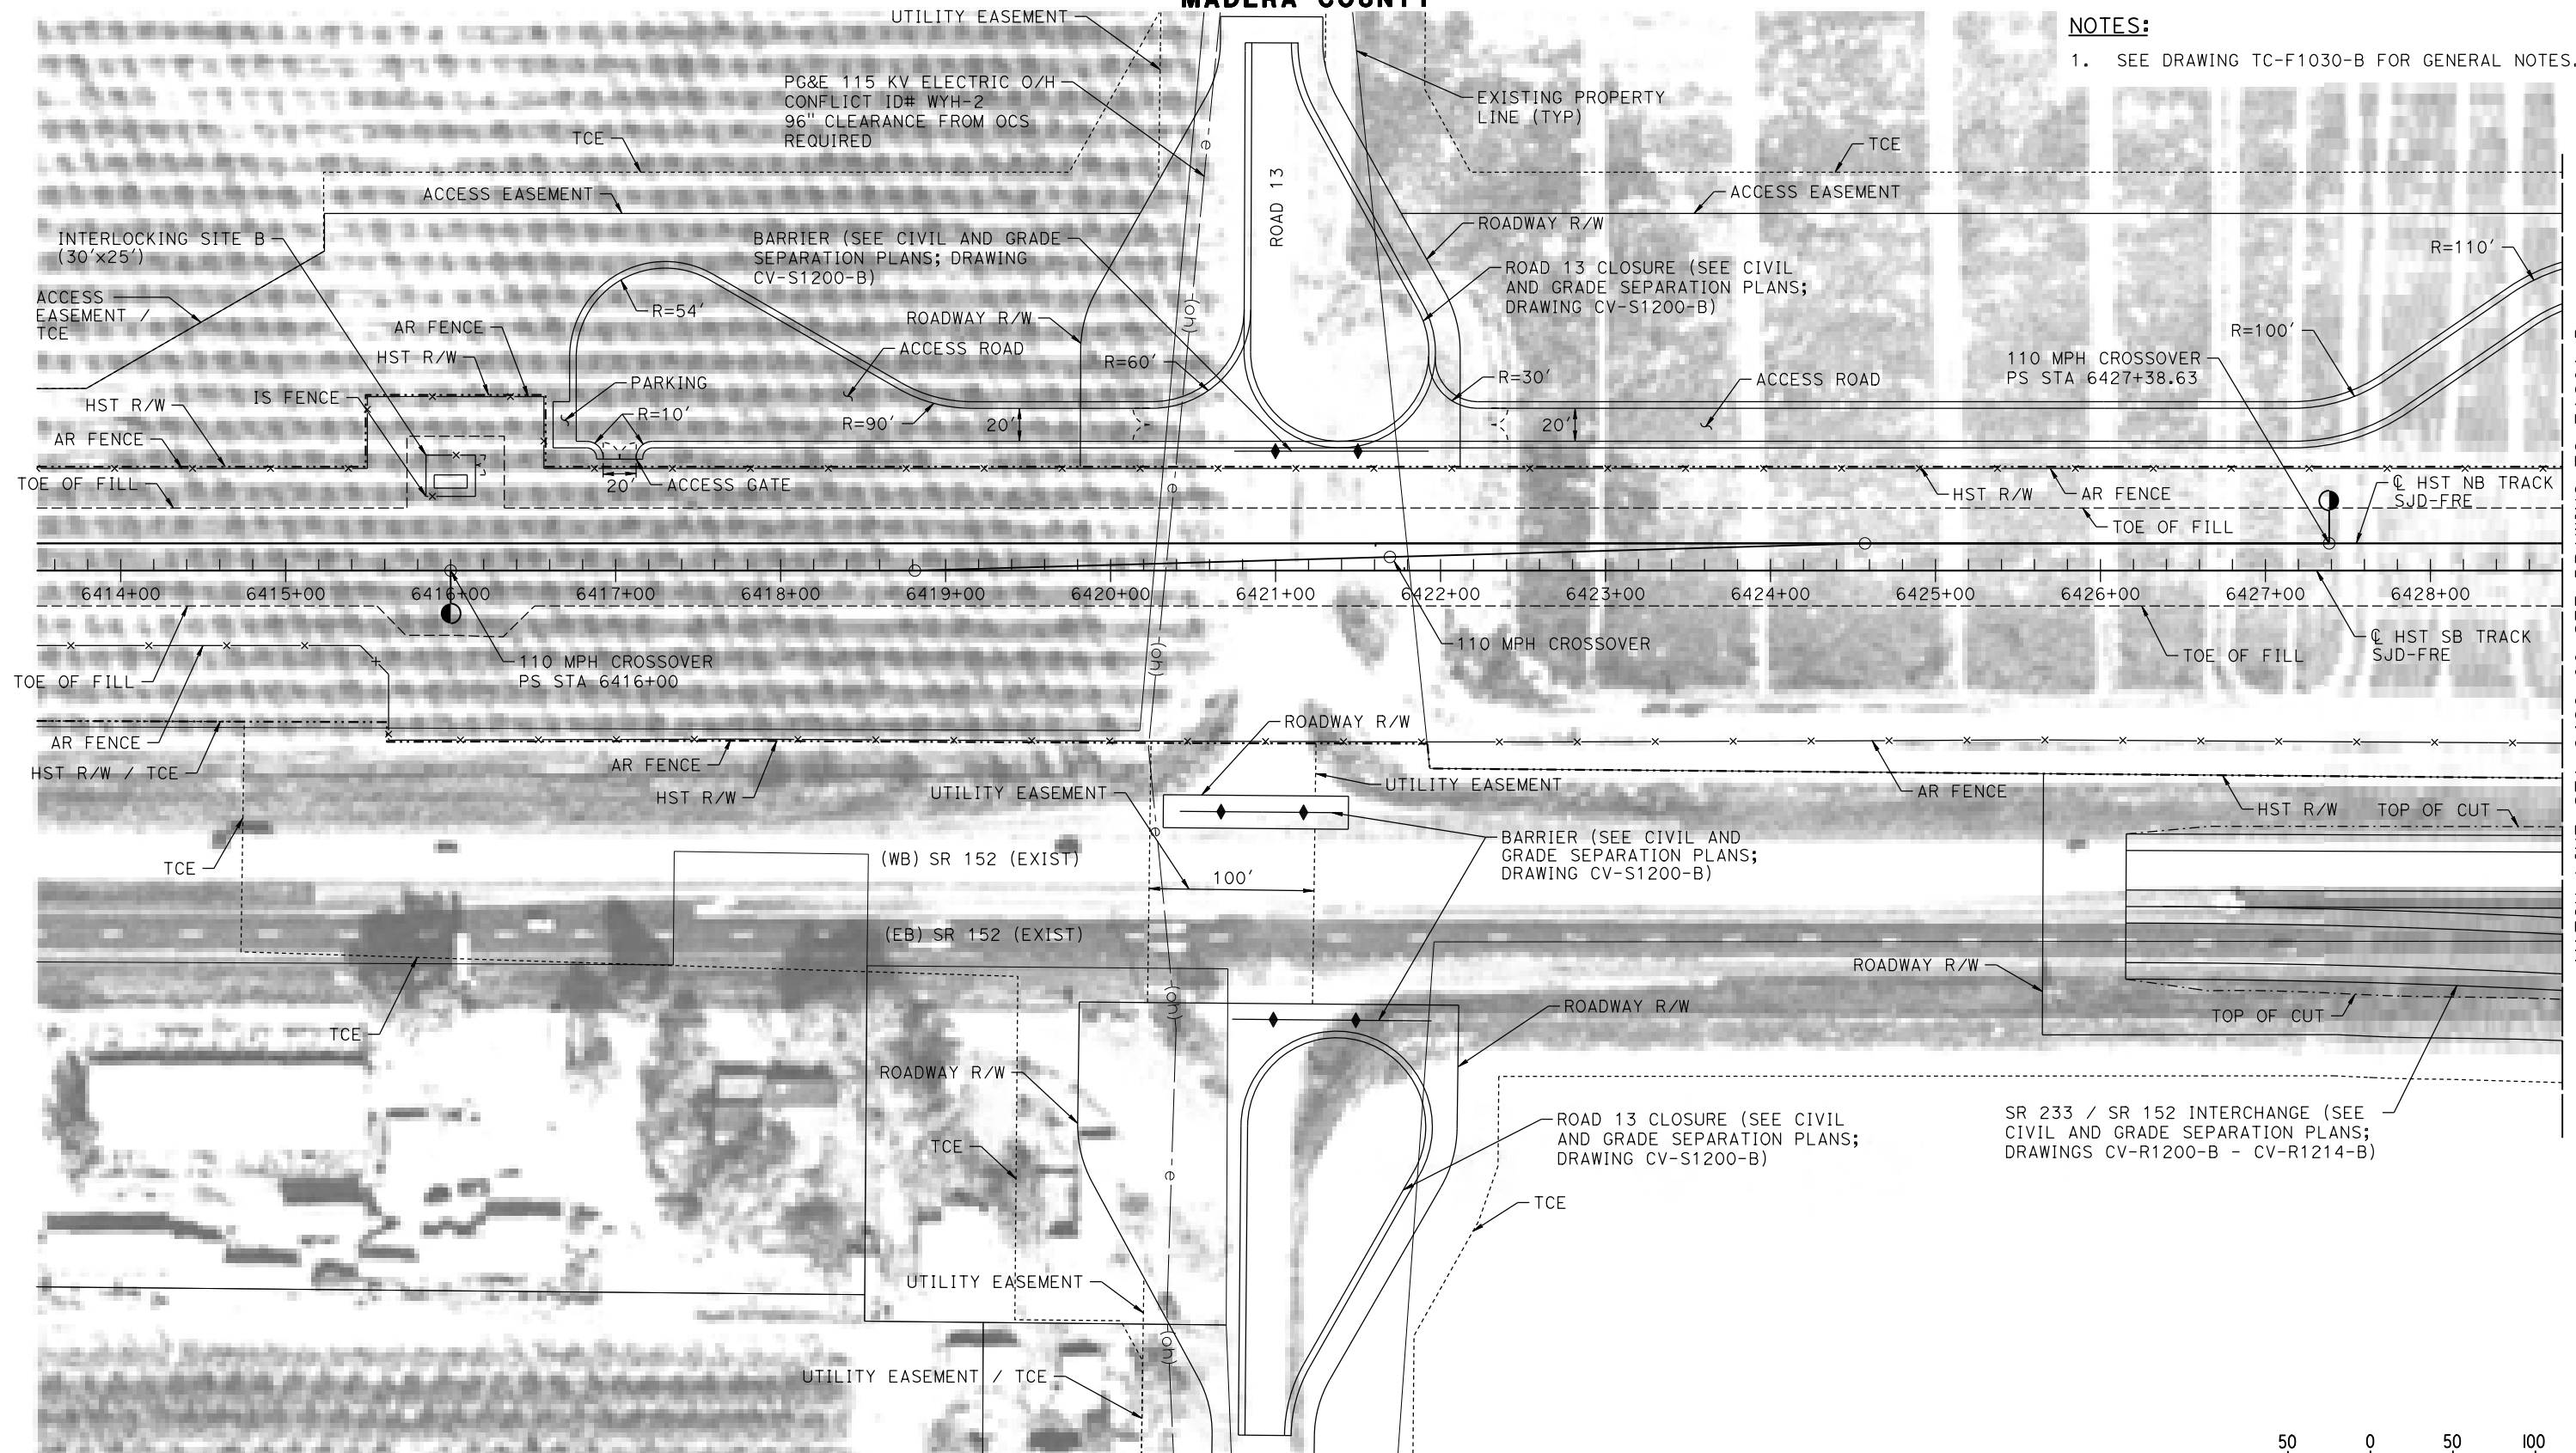 MADERA COUNTY
NOTES:
1. SEE DRAWING TC-F1030-B FOR GENERAL NOTES.
UTILITY EASEMENT
PG&E 115 KV ELECTRIC O/H
CONFLICT ID# WYH-2
96" CLEARANCE FROM OCS
REQUIRED
EXISTING PROPERTY
LINE (TYP)
TCE
TCE
e
ROAD 13
ACCESS EASEMENT
ACCESS EASEMENT
ROADWAY R/W
INTERLOCKING SITE B
(30'x25')
BARRIER (SEE CIVIL AND GRADE
SEPARATION PLANS; DRAWING
CV-S1200-B)
R=110'
ROAD 13 CLOSURE (SEE CIVIL
AND GRADE SEPARATION PLANS;
DRAWING CV-S1200-B)
ACCESS
EASEMENT /
TCE
R=54'
(oh)
AR FENCE
ROADWAY R/W
R=100'
HST R/W
ACCESS ROAD
R=60'
110 MPH CROSSOVER
PS STA 6427+38.63
R=30'
PARKING
ACCESS ROAD
IS FENCE
HST R/W
R=10'
R=90'
20'
20'
AR FENCE
TOE OF FILL
20'
ACCESS GATE
e
HST R/W
AR FENCE
℄ HST NB TRACK
SJD-FRE
TOE OF FILL
6414+00
6415+00
6416+00
6417+00
6418+00
6419+00
6420+00
6421+00
6422+00
6423+00
6424+00
6425+00
6426+00
6427+00
6428+00
110 MPH CROSSOVER
(oh)
℄ HST SB TRACK
SJD-FRE
TOE OF FILL
110 MPH CROSSOVER
PS STA 6416+00
TOE OF FILL
ROADWAY R/W
AR FENCE
HST R/W / TCE
AR FENCE
HST R/W
UTILITY EASEMENT
UTILITY EASEMENT
AR FENCE
HST R/W
TOP OF CUT
e
BARRIER (SEE CIVIL AND
GRADE SEPARATION PLANS;
DRAWING CV-S1200-B)
(WB) SR 152 (EXIST)
TCE
100'
(EB) SR 152 (EXIST)
ROADWAY R/W
(oh)
ROADWAY R/W
TOP OF CUT
TCE
ROADWAY R/W
ROAD 13 CLOSURE (SEE CIVIL
AND GRADE SEPARATION PLANS;
DRAWING CV-S1200-B)
SR 233 / SR 152 INTERCHANGE (SEE
CIVIL AND GRADE SEPARATION PLANS;
DRAWINGS CV-R1200-B - CV-R1214-B)
TCE
e
TCE
UTILITY EASEMENT
(oh)
UTILITY EASEMENT / TCE
50 0 50 100